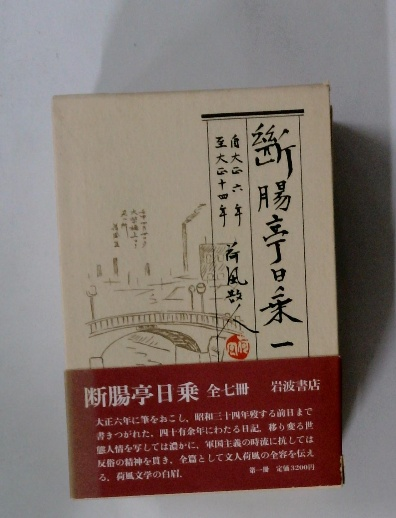 斷腸亭日乗 一
自大正六年
至大正十四年
荷風散人
断腸亭日乗 全七冊 岩波書店
大正六年に筆をおこし、昭和三十四年歿する前日まで
書きつがれた、四十有余年にわたる日記。移り変る世
態人情を写しては濃かに、軍国主義の時流に抗しては
反俗の精神を貫き、全篇として文人荷風の全容を伝え
る、荷風文学の白眉。
第一冊 定価3200円